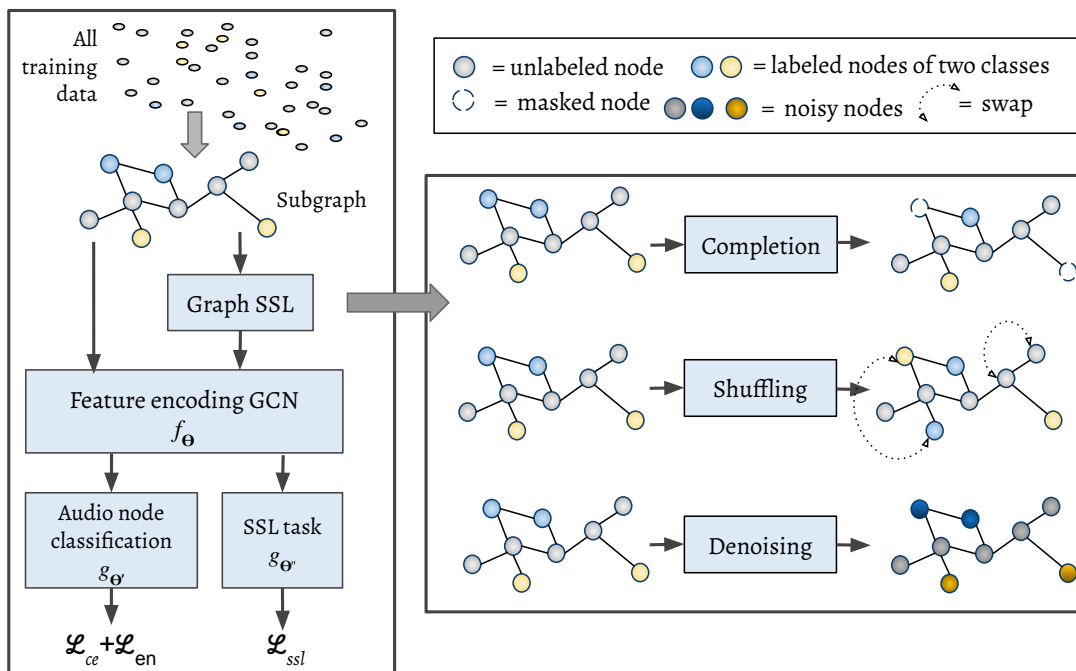 All
training
data
Subgraph
Graph SSL
Feature encoding GCN
fΘ
Audio node
classification
gΘ'
SSL task
gΘ"
ℒce+ℒen
ℒssl
= unlabeled node
= labeled nodes of two classes
= masked node
= noisy nodes
= swap
Completion
Shuffling
Denoising